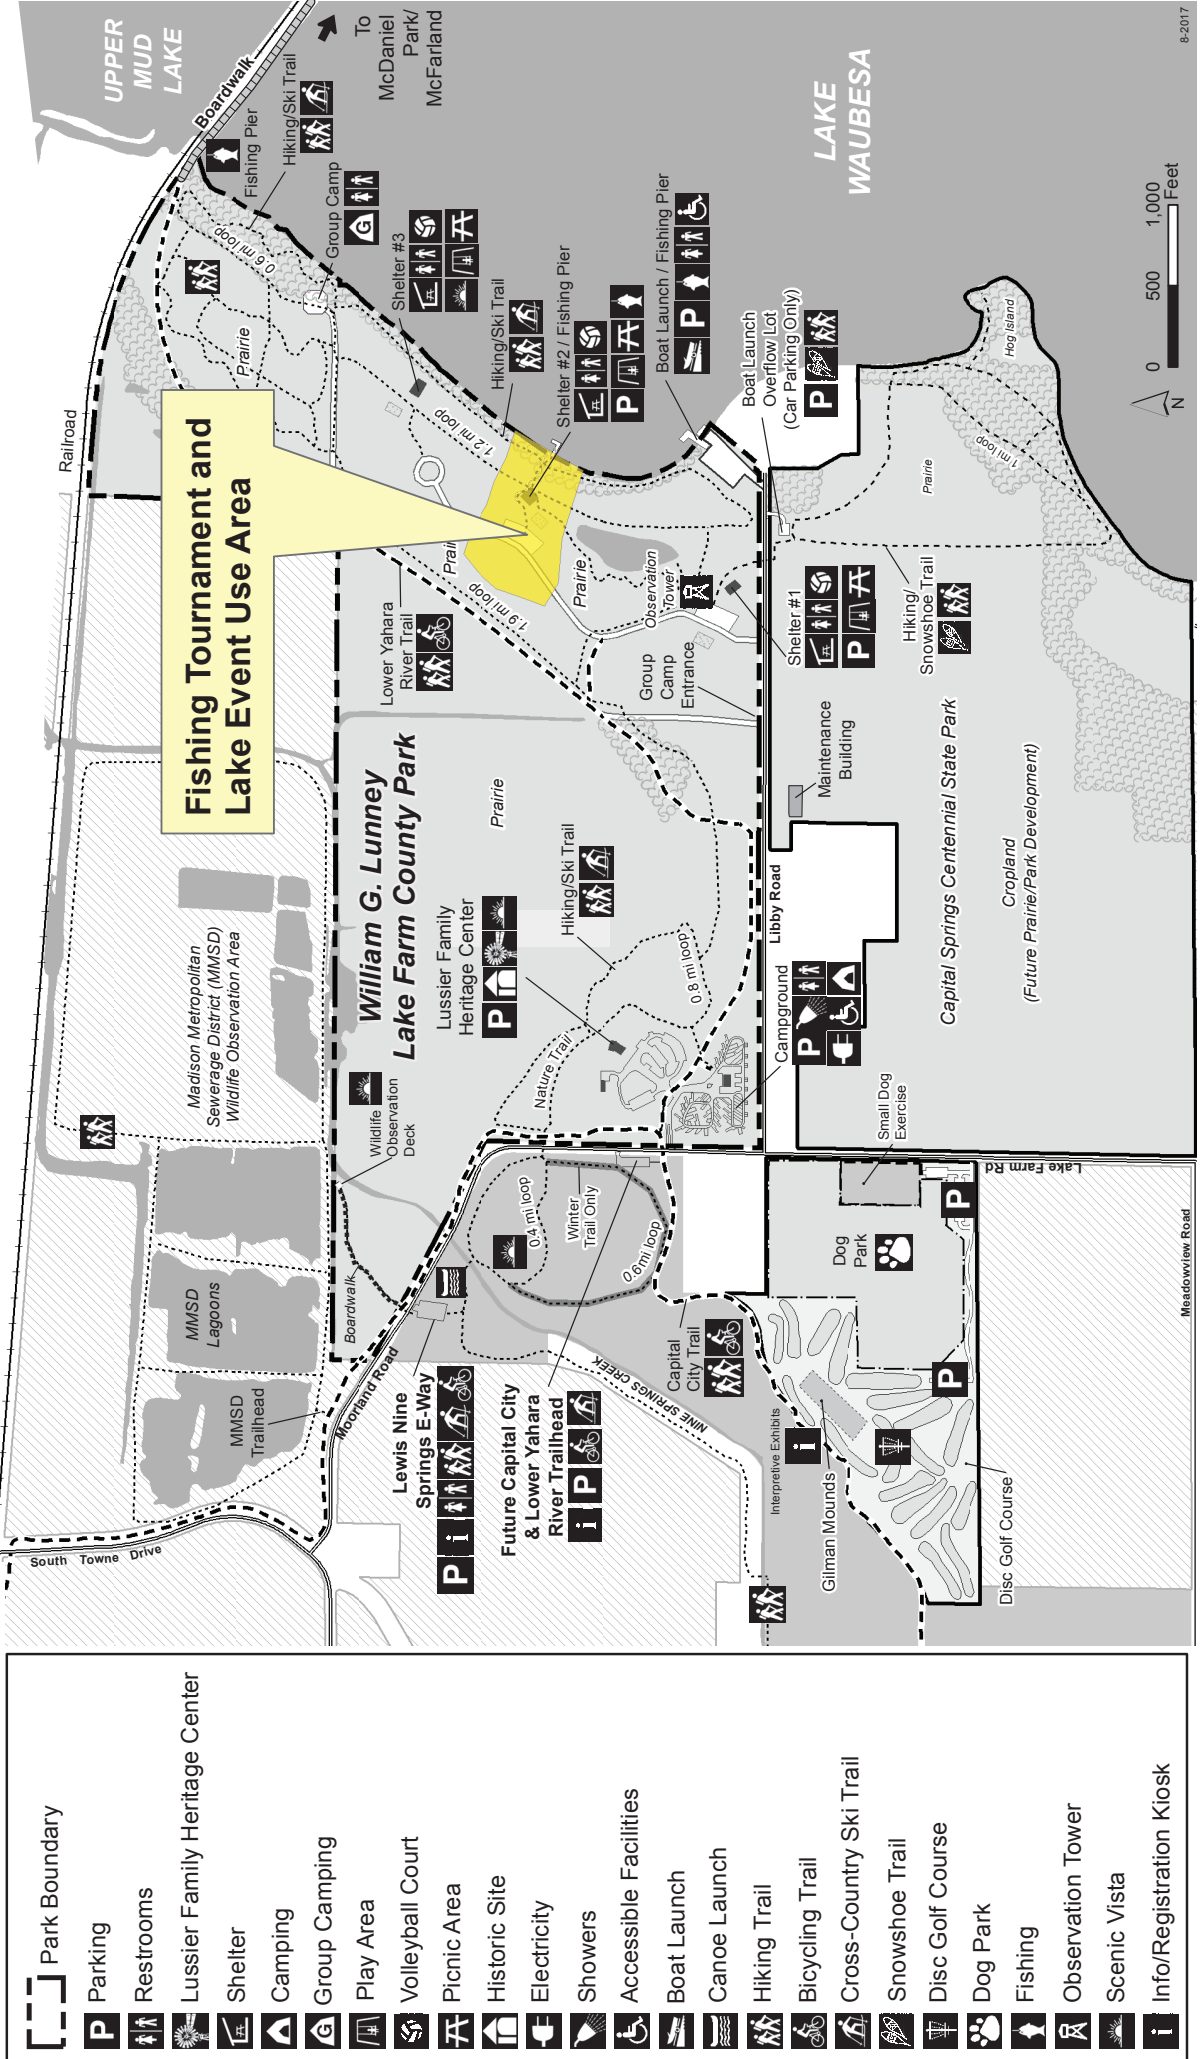 UPPER
MUD
LAKE
Boardwalk
To
McDaniel
Park/
McFarland
8-2017
Fishing Pier
Hiking/Ski Trail
LAKE
WAUBESA
0.6 mi loop
Group Camp
G
Railroad
Prairie
Shelter #3
Hiking/Ski Trail
Shelter #2 / Fishing Pier
P
Boat Launch / Fishing Pier
P
Boat Launch
Overflow Lot
(Car Parking Only)
P
Hog Island
0 500 1,000
Feet
N
1.2 mi loop
Fishing Tournament and
Lake Event Use Area
Prairie
1 mi loop
Prai
Prairie
Observation
Tower
1.9 mi loop
Lower Yahara
River Trail
Shelter #1
P
Hiking/
Snowshoe Trail
Group
Camp
Entrance
Maintenance
Building
William G. Lunney
Lake Farm County Park
Prairie
Capital Springs Centennial State Park
Cropland
(Future Prairie/Park Development)
Madison Metropolitan
Sewerage District (MMSD)
Wildlife Observation Area
Lussier Family
Heritage Center
P
Hiking/Ski Trail
Libby Road
0.8 mi loop
Nature Trail
Campground
P
Wildlife
Observation
Deck
Small Dog
Exercise
Lake Farm Rd
P
0.4 mi loop
Winter
Trail Only
0.6mi loop
Dog
Park
Meadowview Road
MMSD
Lagoons
Boardwalk
Moorland Road
MMSD
Trailhead
Lewis Nine
Springs E-Way
P i
Capital
City Trail
NINE SPRINGS CREEK
Future Capital City
& Lower Yahara
River Trailhead
i P
P
Interpretive Exhibits
i
Gilman Mounds
Disc Golf Course
South Towne Drive
Park Boundary
P Parking
Restrooms
Lussier Family Heritage Center
Shelter
Camping
G Group Camping
Play Area
Volleyball Court
Picnic Area
Historic Site
Electricity
Showers
Accessible Facilities
Boat Launch
Canoe Launch
Hiking Trail
Bicycling Trail
Cross-Country Ski Trail
Snowshoe Trail
Disc Golf Course
Dog Park
Fishing
Observation Tower
Scenic Vista
i Info/Registration Kiosk